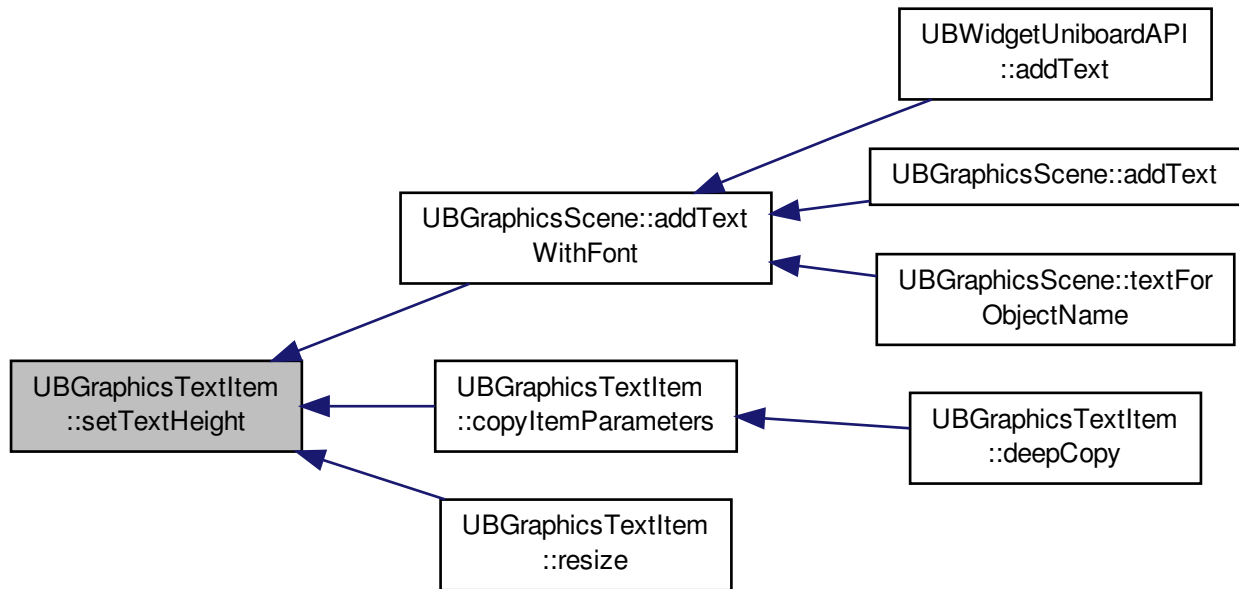 UBWidgetUniboardAPI
::addText
UBGraphicsScene::addText
UBGraphicsScene::addText
WithFont
UBGraphicsScene::textFor
ObjectName
UBGraphicsTextItem
::setTextHeight
UBGraphicsTextItem
::copyItemParameters
UBGraphicsTextItem
::deepCopy
UBGraphicsTextItem
::resize